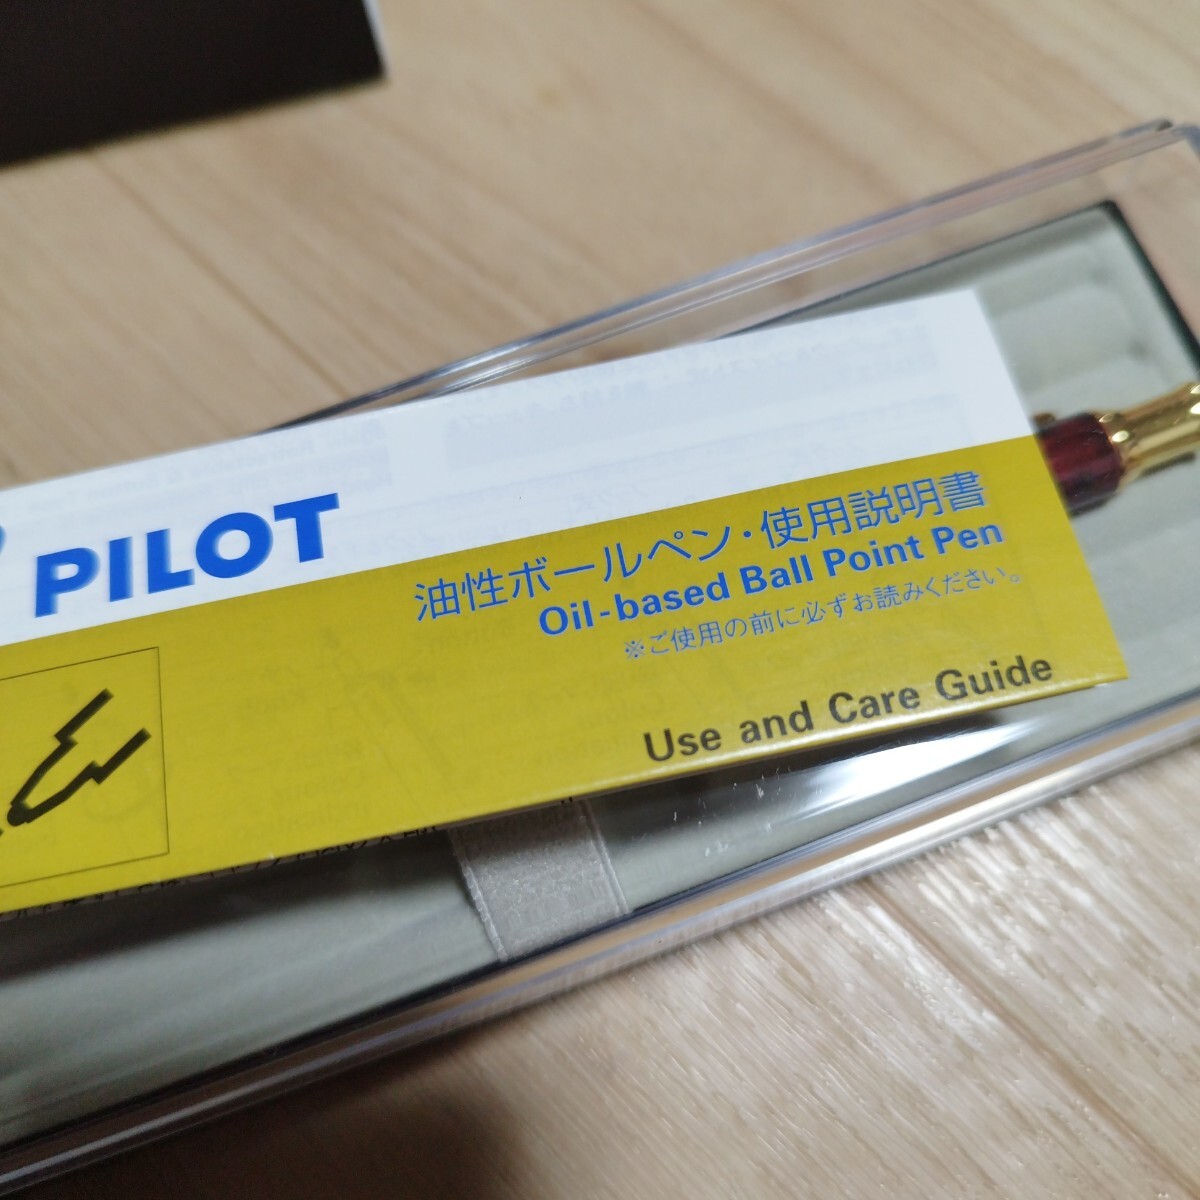 PILOT
油性ボールペン・使用説明書
Oil-based Ball Point Pen
※ご使用の前に必ずお読みください。
Use and Care Guide